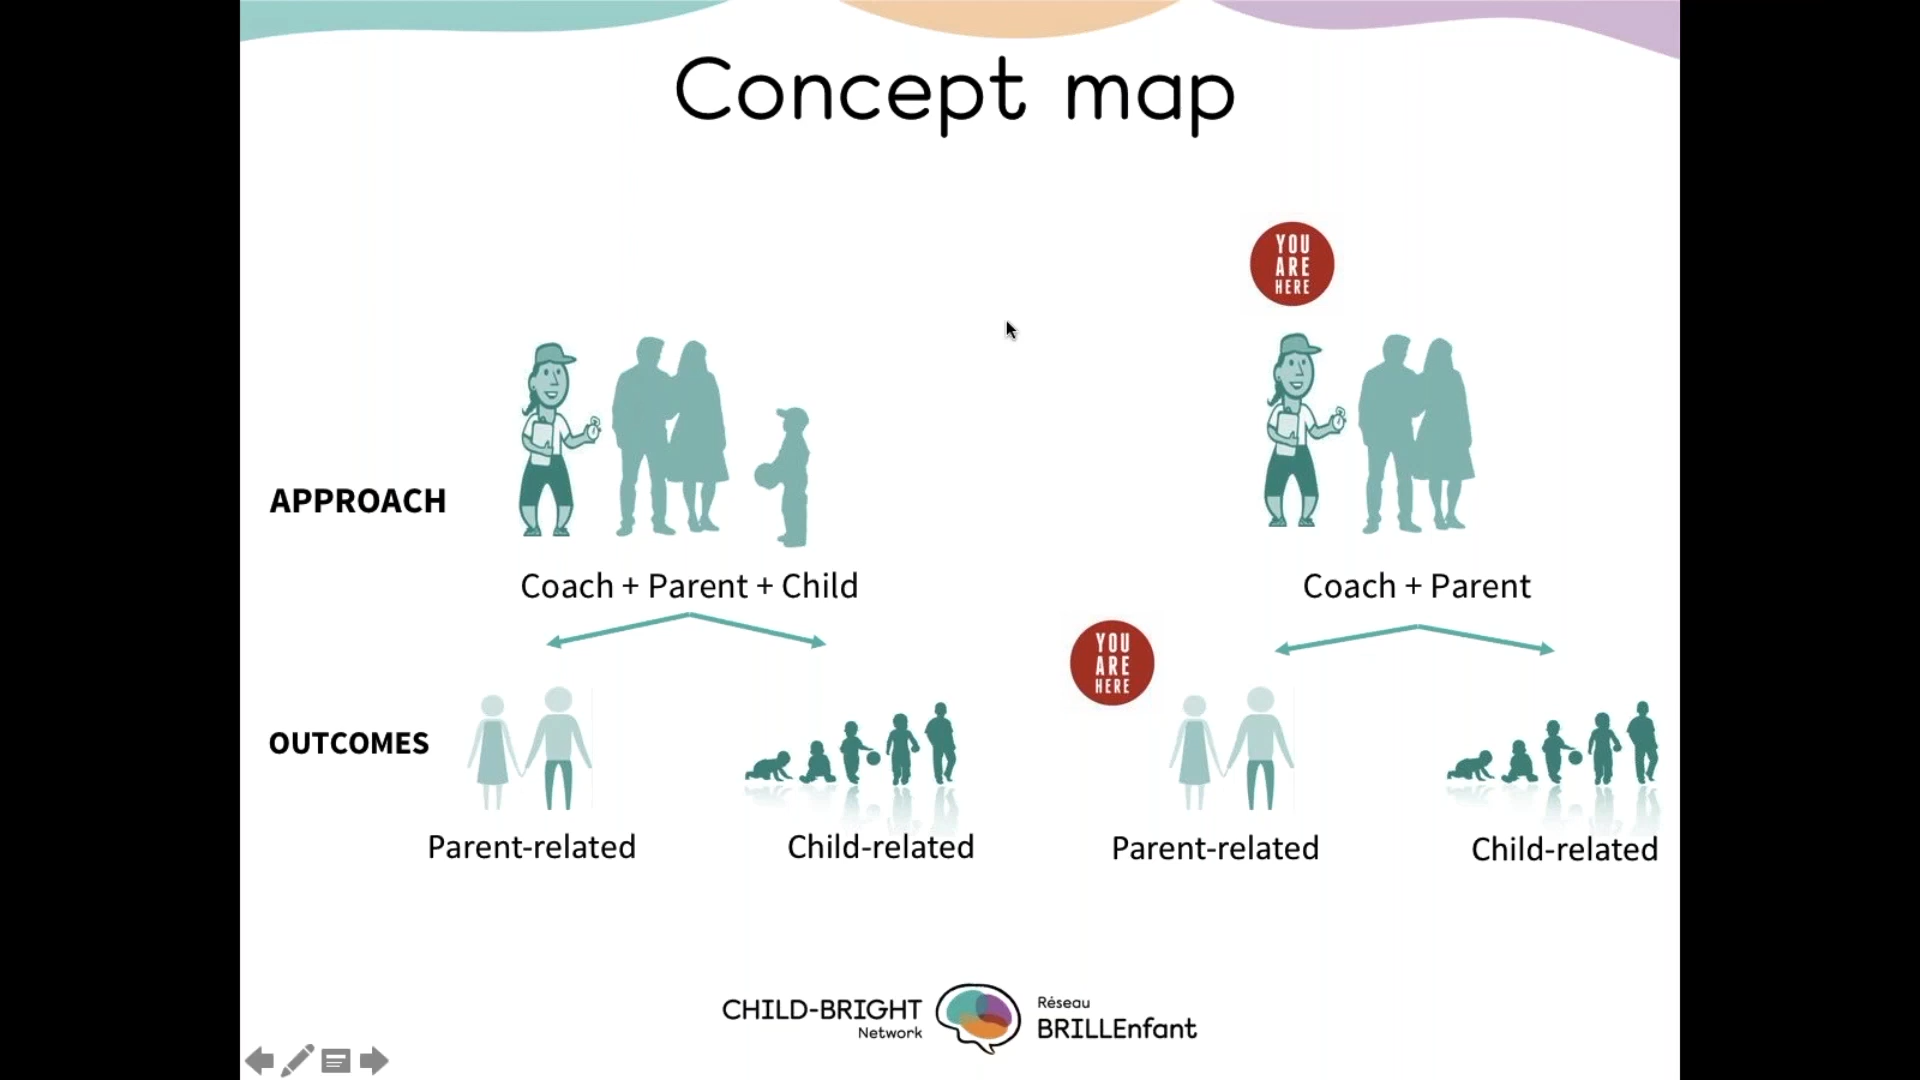 Concept map
YOU
ARE
HERE
APPROACH
Coach + Parent + Child
Coach + Parent
YOU
ARE
HERE
OUTCOMES
Parent-related
Child-related
Parent-related
Child-related
CHILD-BRIGHT
Network
Réseau
BRILLEnfant